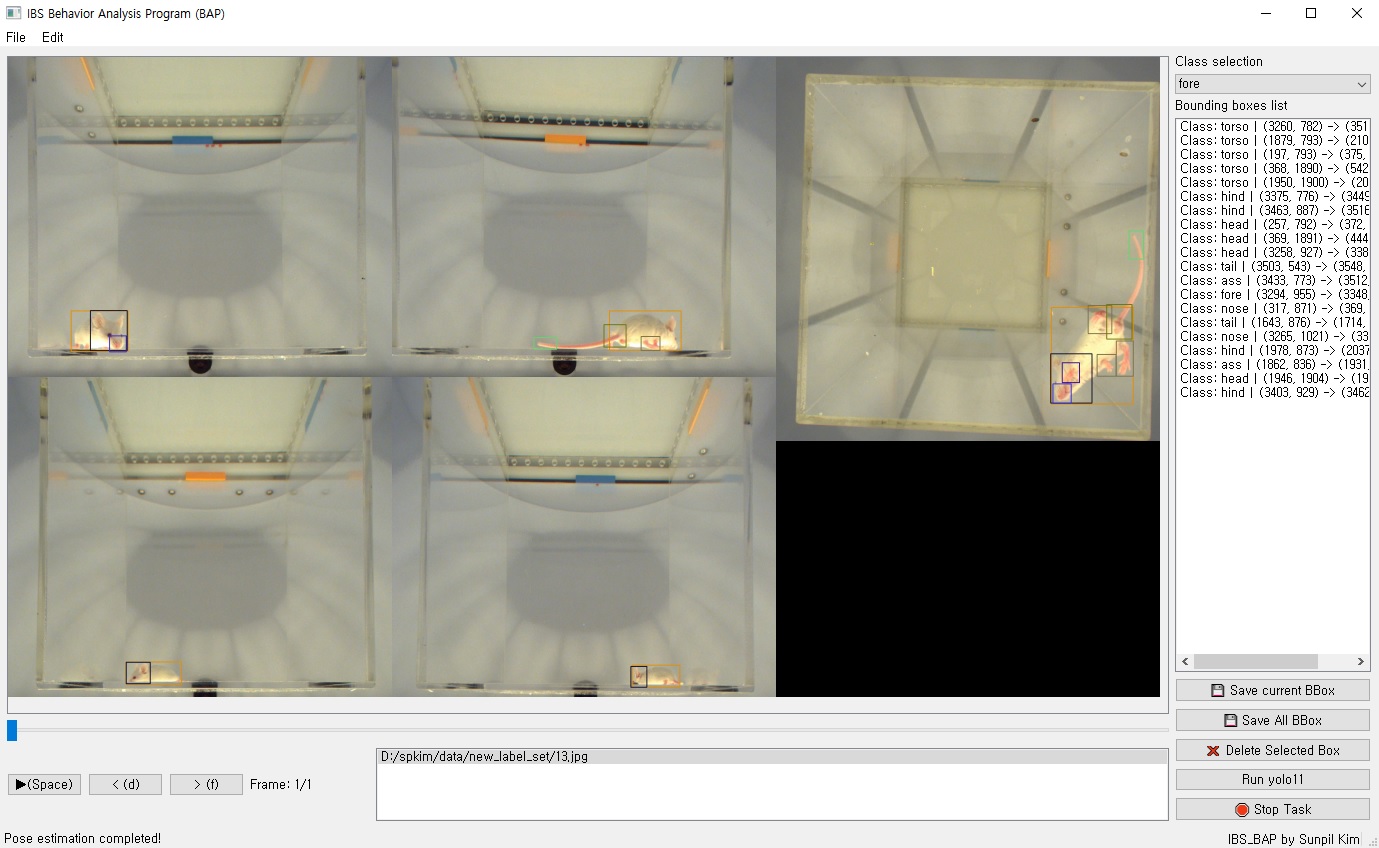 IBS Behavior Analysis Program (BAP)
File Edit
Class selection
fore
Bounding boxes list
Class: torso | (3260, 782) -> (351
Class: torso | (1879, 793) -> (210
Class: torso | (197, 793) -> (375,
Class: torso | (368, 1890) -> (542
Class: torso | (1950, 1900) -> (20
Class: hind | (3375, 776) -> (3449
Class: hind | (3463, 887) -> (3516
Class: head | (257, 792) -> (372,
Class: head | (369, 1891) -> (444
Class: head | (3258, 927) -> (338
Class: tail | (3503, 543) -> (3548,
Class: ass | (3433, 773) -> (3512,
Class: fore | (3294, 955) -> (3348,
Class: nose | (317, 871) -> (369,
Class: tail | (1643, 876) -> (1714,
Class: nose | (3265, 1021) -> (33
Class: hind | (1978, 873) -> (2037
Class: ass | (1862, 836) -> (1931,
Class: head | (1946, 1904) -> (19
Class: hind | (3403, 929) -> (3462
Save current BBox
Save All BBox
Delete Selected Box
Run yolo11
Stop Task
▶(Space) < (d) > (f) Frame: 1/1
D:/spkim/data/new_label_set/13.jpg
Pose estimation completed!
IBS_BAP by Sunpil Kim